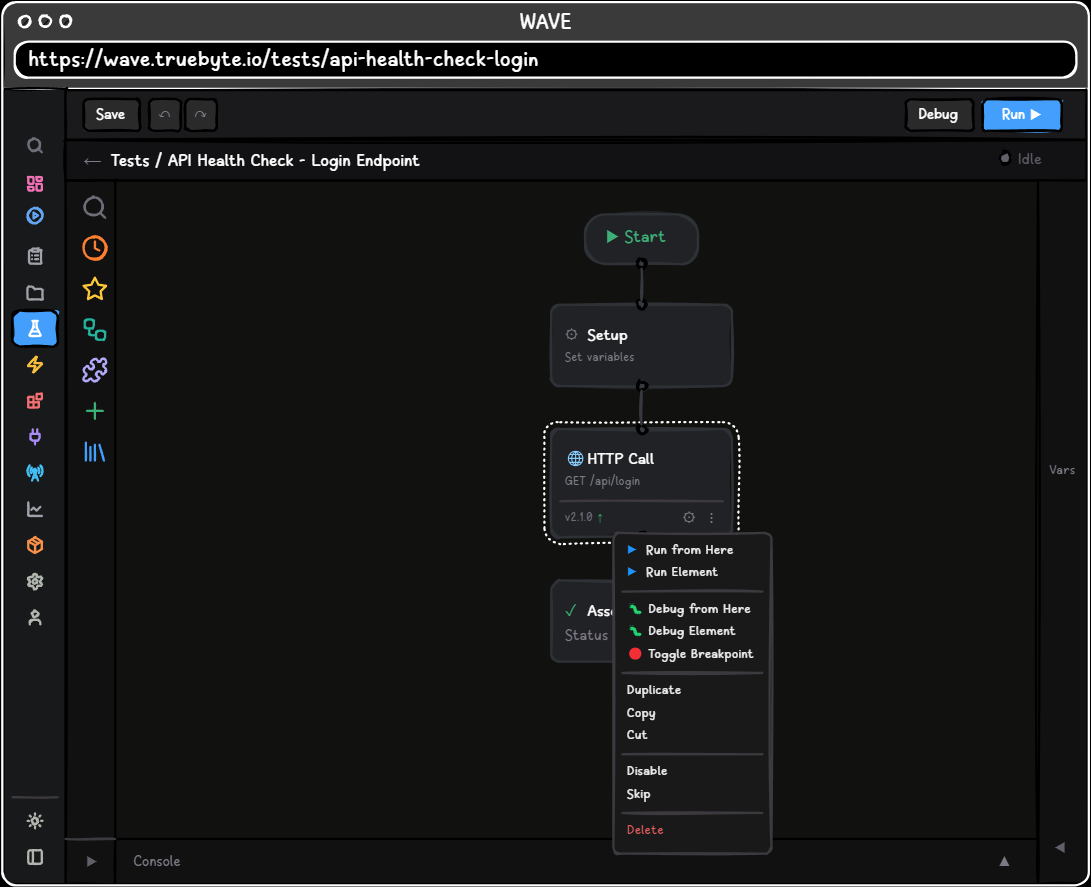 WAVE
https://wave.truebyte.io/tests/api-health-check-login
Save
Debug
Run ▶
← Tests / API Health Check - Login Endpoint
Idle
▶ Start
Setup
Set variables
HTTP Call
GET /api/login
v2.1.0 ↑
Vars
Run from Here
Run Element
Debug from Here
Debug Element
Toggle Breakpoint
✓ Asse
Status
Duplicate
Copy
Cut
Disable
Skip
Delete
Console